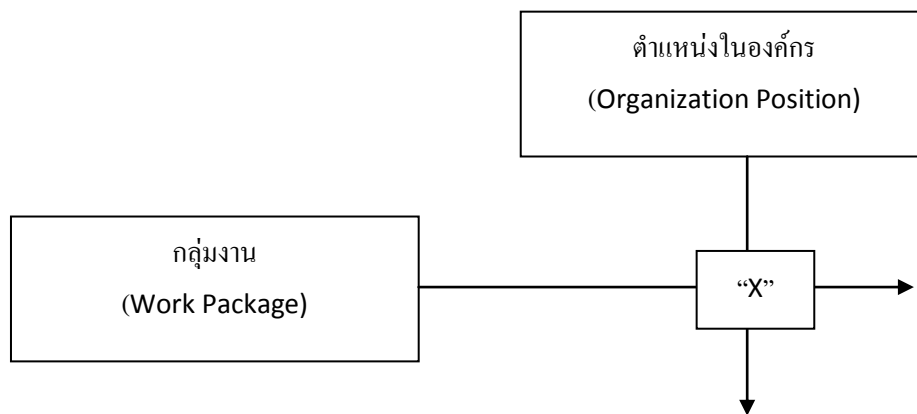 ตำแหน่งในองค์กร
(Organization Position)
กลุ่มงาน
(Work Package)
“X”